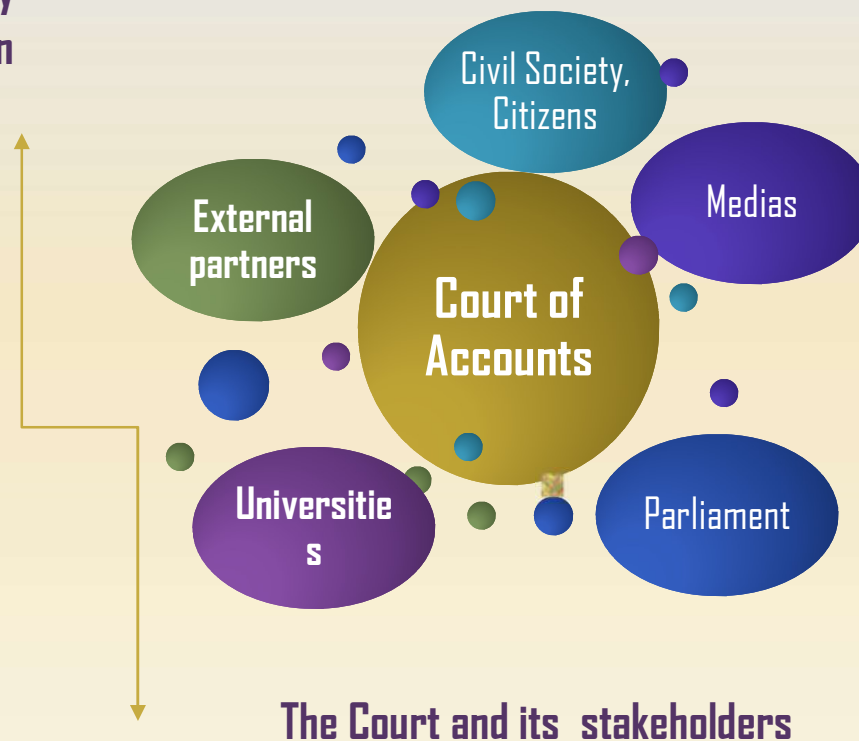 Civil Society,
Citizens
Medias
External
partners
Court of
Accounts
Universitie
s
Parliament
The Court and its stakeholders